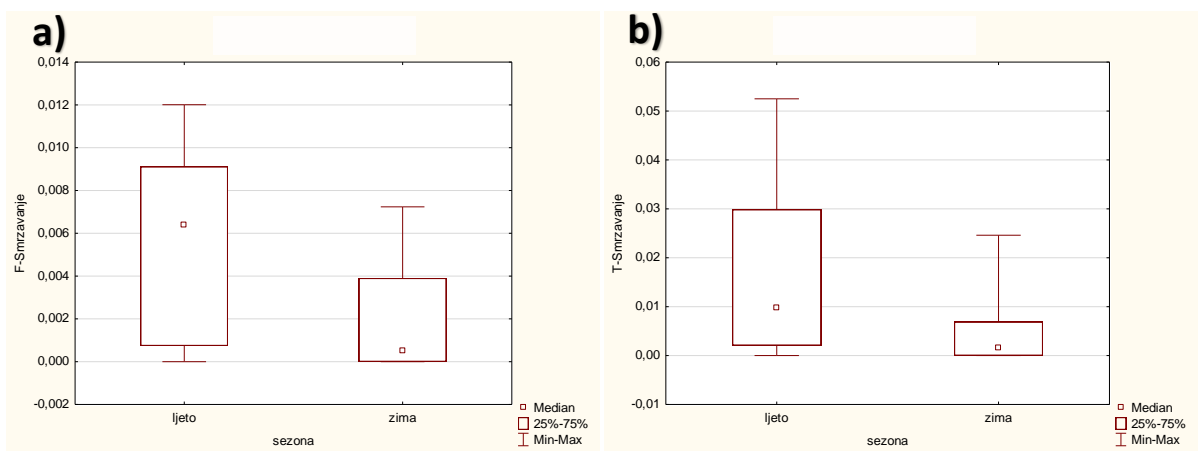 a)
0,014
0,012
0,010
0,008
0,006
0,004
0,002
0,000
-0,002
F-Smrzavanje
ljeto
zima
sezona
Median
25%-75%
Min-Max
b)
0,06
0,05
0,04
0,03
0,02
0,01
0,00
-0,01
T-Smrzavanje
ljeto
zima
sezona
Median
25%-75%
Min-Max